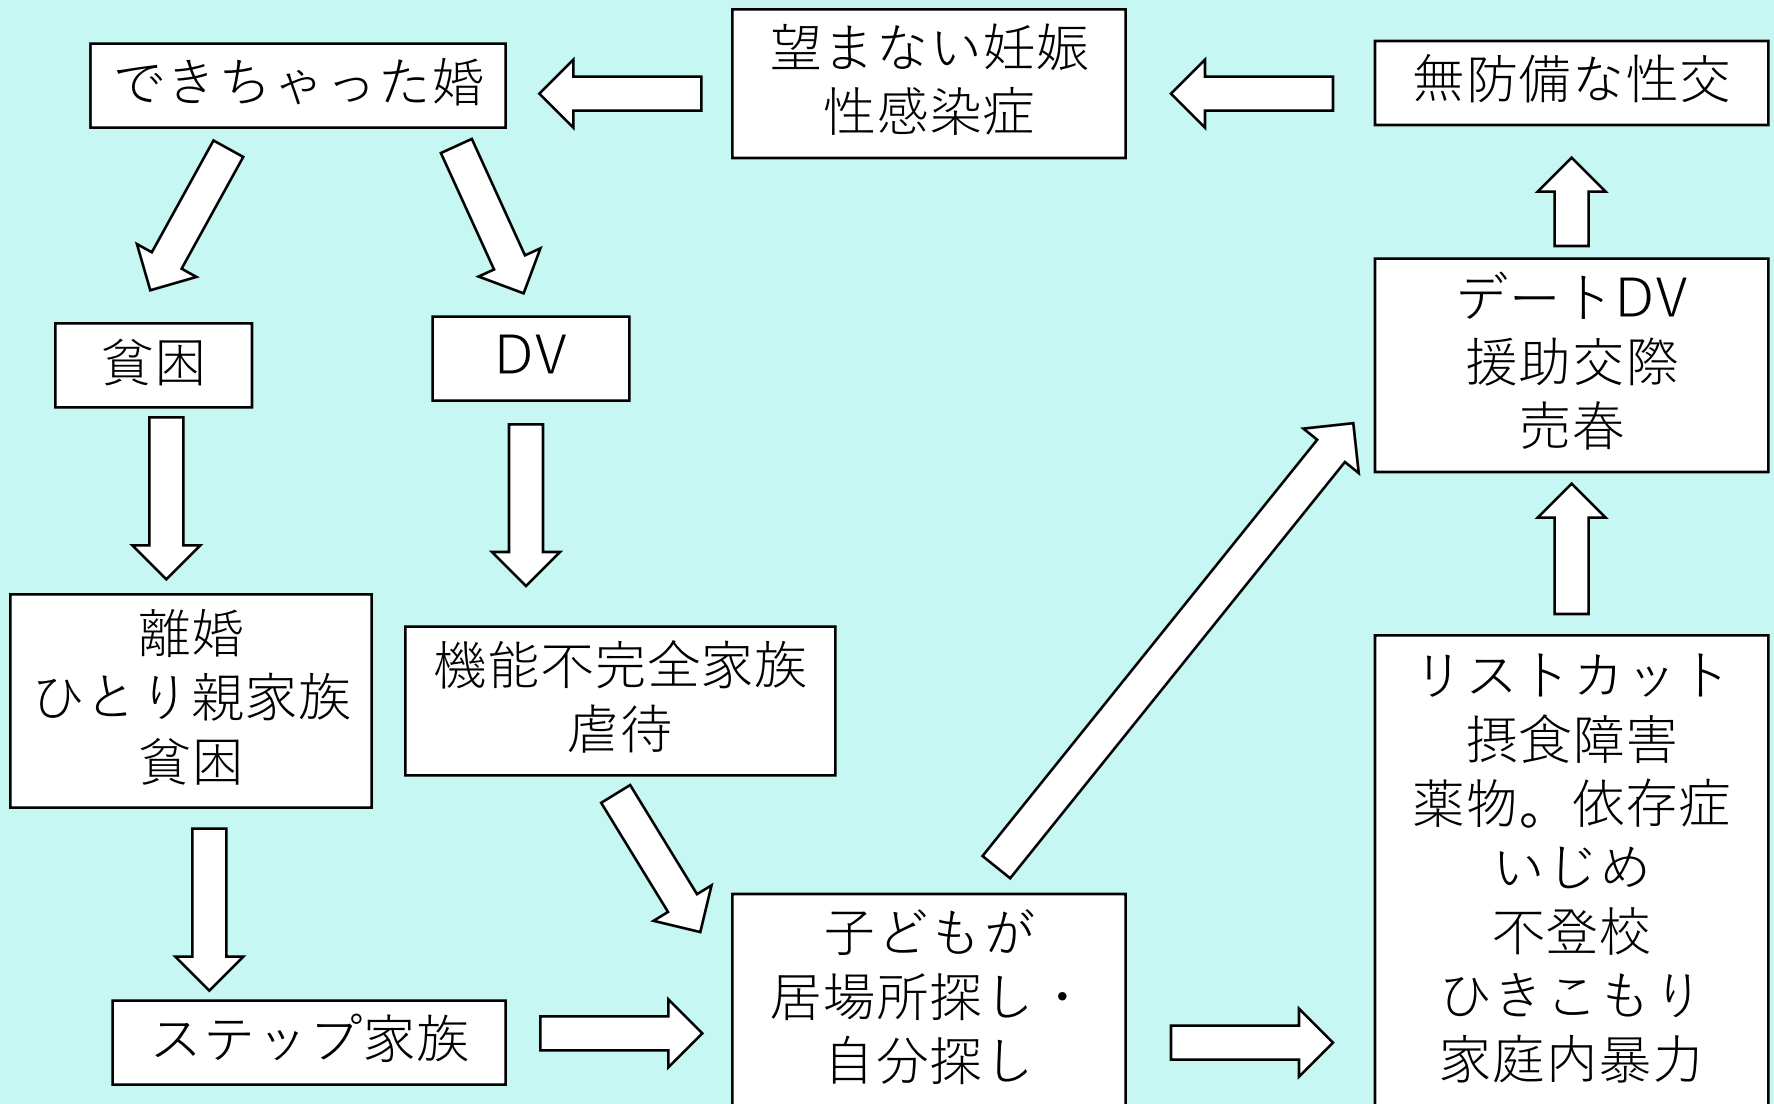 できちゃった婚
望まない妊娠
性感染症
無防備な性交
貧困
DV
デートDV
援助交際
売春
離婚
ひとり親家族
貧困
機能不完全家族
虐待
リストカット
摂食障害
薬物。依存症
いじめ
不登校
ひきこもり
家庭内暴力
ステップ家族
子どもが
居場所探し・
自分探し